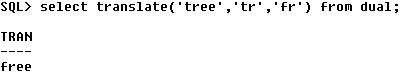 SQL> select translate('tree','tr','fr') from dual;
TRAN
----
free